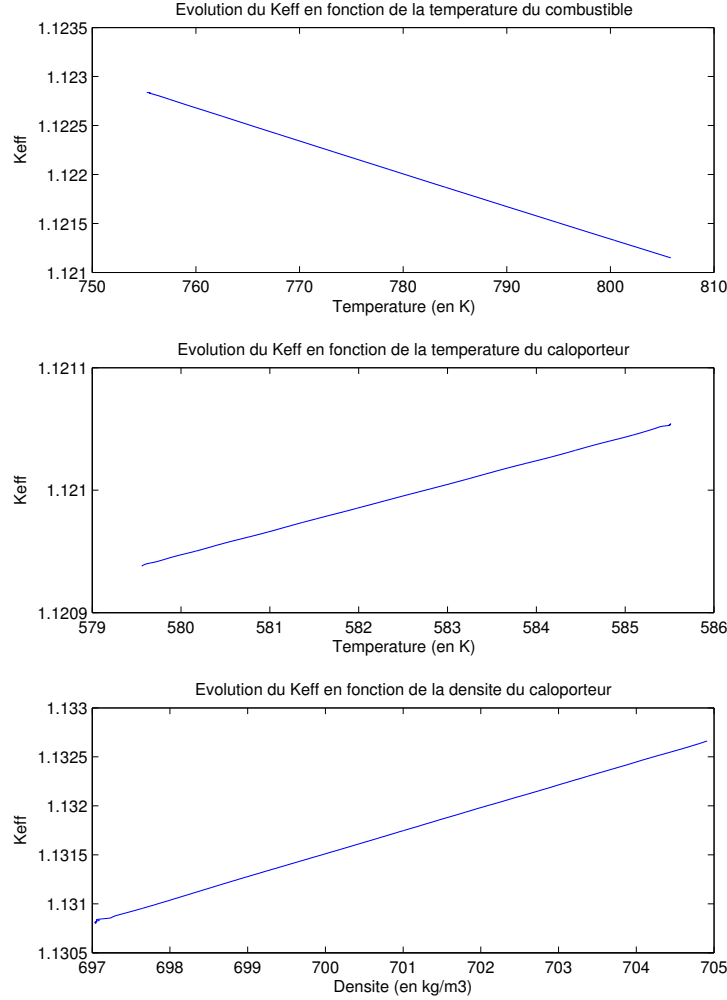 Evolution du Keff en fonction de la temperature du combustible
1.1235
1.123
1.1225
1.122
1.1215
1.121
Keff
750 760 770 780 790 800 810
Temperature (en K)
Evolution du Keff en fonction de la temperature du caloporteur
1.1211
1.121
1.1209
Keff
579 580 581 582 583 584 585 586
Temperature (en K)
Evolution du Keff en fonction de la densite du caloporteur
1.133
1.1325
1.132
1.1315
1.131
1.1305
Keff
697 698 699 700 701 702 703 704 705
Densite (en kg/m3)